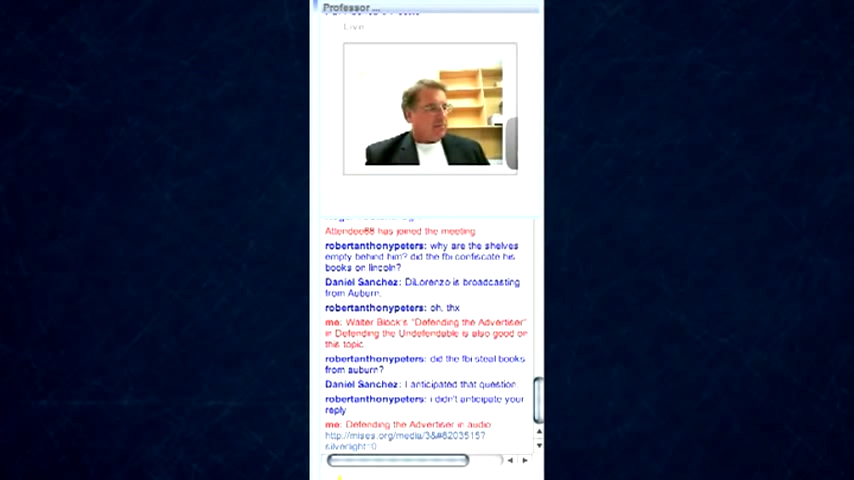 Professor ...
Live
Attendee68 has joined the meeting
robertanthonypeters: why are the shelves
empty behind him? did the fbi confiscate his
books on lincoln?
Daniel Sanchez: DiLorenzo is broadcasting
from Auburn.
robertanthonypeters: oh, thx
me: Walter Block's "Defending the Advertiser"
in Defending the Undefendable is also good on
this topic
robertanthonypeters: did the fbi steal books
from auburn?
Daniel Sanchez: I anticipated that question
robertanthonypeters: i didn't anticipate your
reply
me: Defending the Advertiser in audio
http://mises.org/media/3&#82035157
silverlight=0